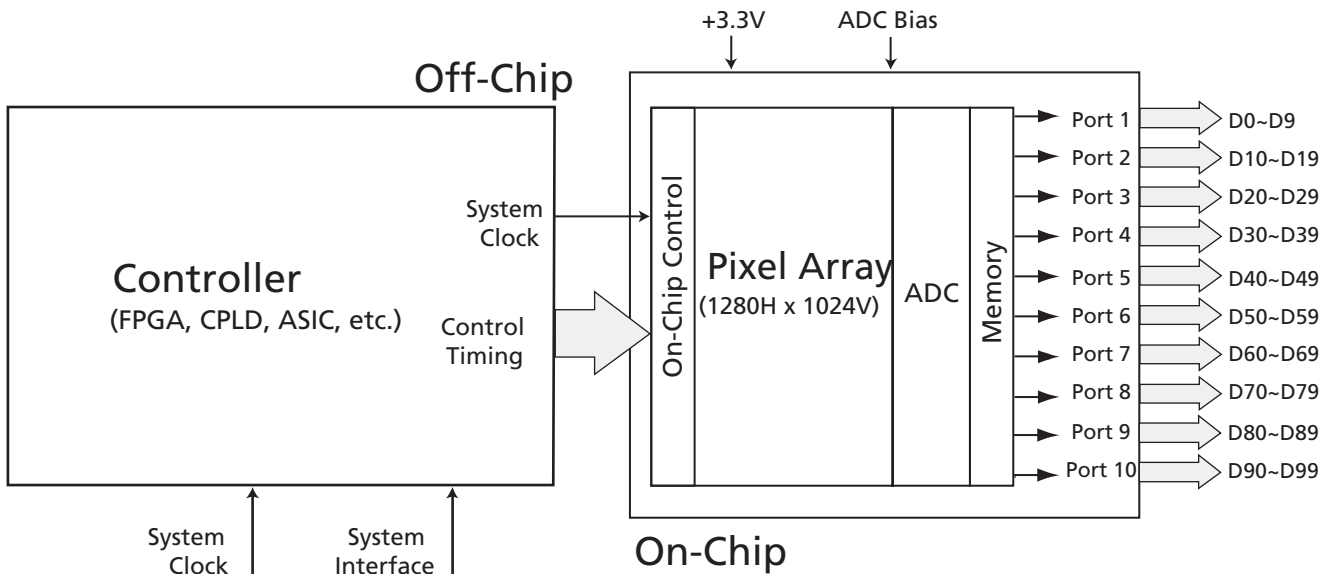 +3.3V
ADC Bias
Off-Chip
Controller
(FPGA, CPLD, ASIC, etc.)
System
Clock
Control
Timing
On-Chip Control
Pixel Array
(1280H x 1024V)
ADC
Memory
Port 1
D0~D9
Port 2
D10~D19
Port 3
D20~D29
Port 4
D30~D39
Port 5
D40~D49
Port 6
D50~D59
Port 7
D60~D69
Port 8
D70~D79
Port 9
D80~D89
Port 10
D90~D99
System
Clock
System
Interface
On-Chip